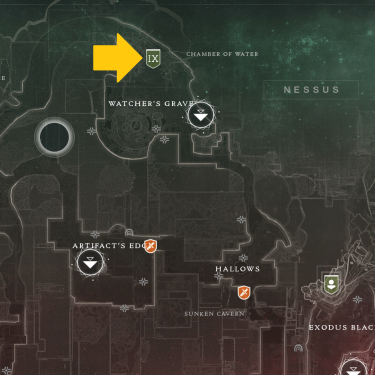 IX
CHAMBER OF WATER
E
NESSUS
WATCHER'S GRAVE
ARTIFACT'S EDGE
HALLOWS
SUNKEN CAVERN
EXODUS BLAC